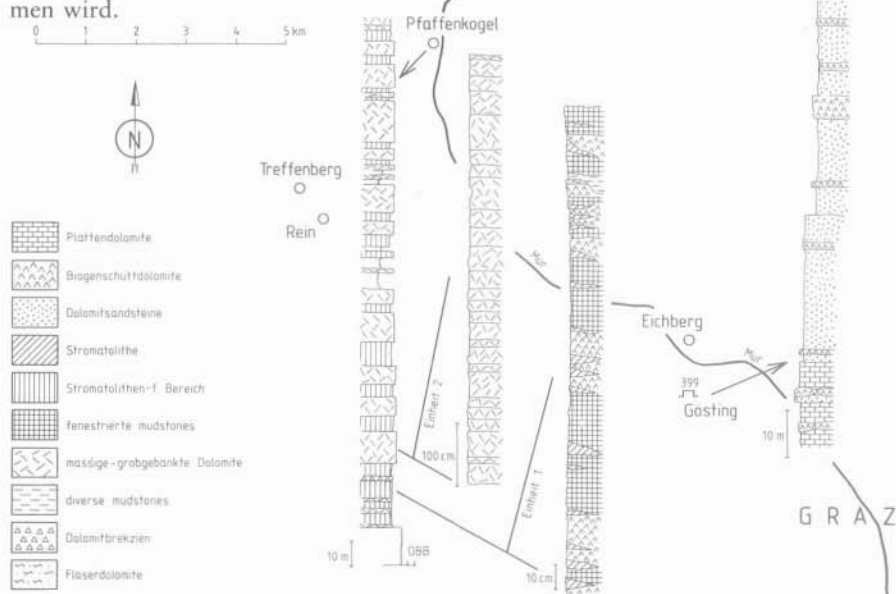 men wird.
0 1 2 3 4 5 km
N
Pfaffenkogel
Treffenberg
Rein
Mur
Eichberg
Mur
399
Gösting
GRAZ
Plattendolomite
Biogenschuttdolomite
Dolomitsandsteine
Stromatolithe
Stromatolithen-f. Bereich
fenestrierte mudstones
massige-grobgebankte Dolomite
diverse mudstones
Dolomitbrekzien
Flaserdolomite
Einheit 2
Einheit 1
100 cm
10 m
ÖBB
10 cm
10 m